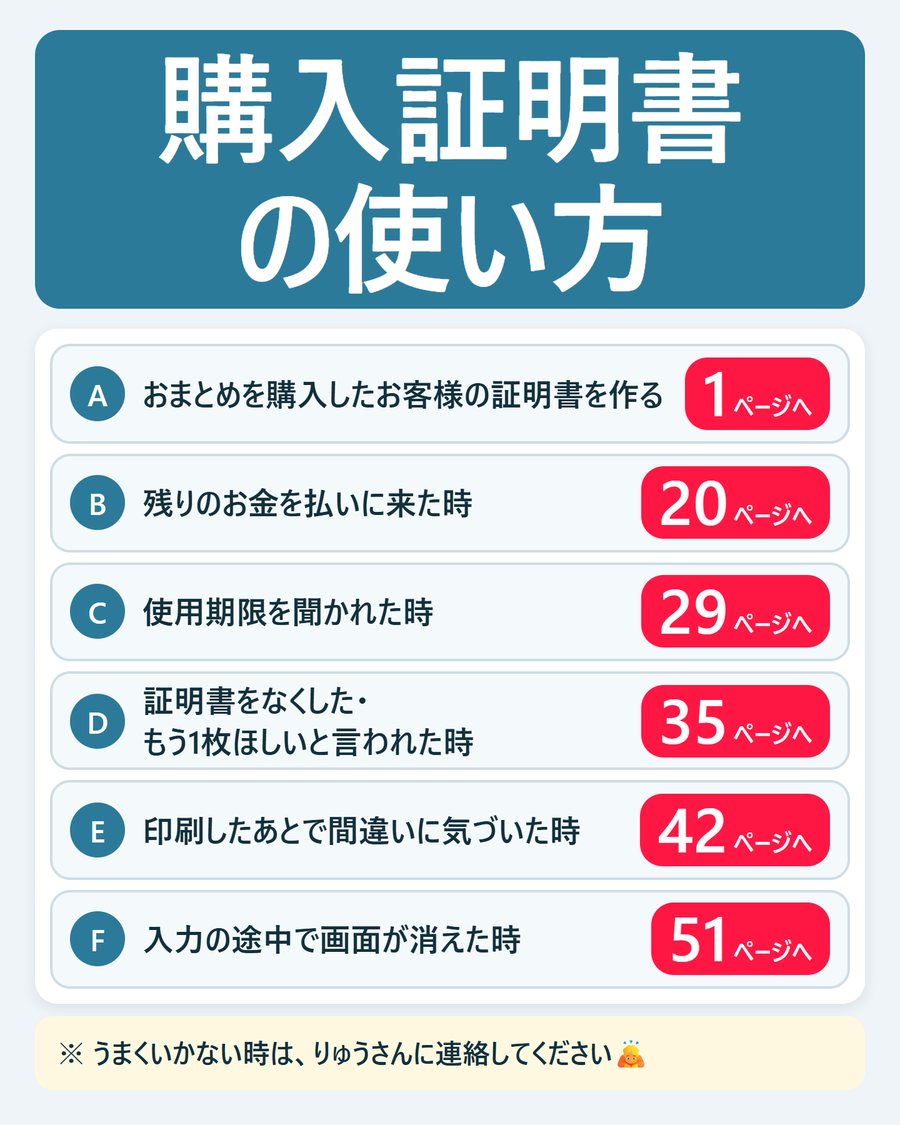 購入証明書
の使い方
A おまとめを購入したお客様の証明書を作る 1ページへ
B 残りのお金を払いに来た時 20ページへ
C 使用期限を聞かれた時 29ページへ
D 証明書をなくした・
もう1枚ほしいと言われた時 35ページへ
E 印刷したあとで間違いに気づいた時 42ページへ
F 入力の途中で画面が消えた時 51ページへ
※ うまくいかない時は、りゅうさんに連絡してください🙇